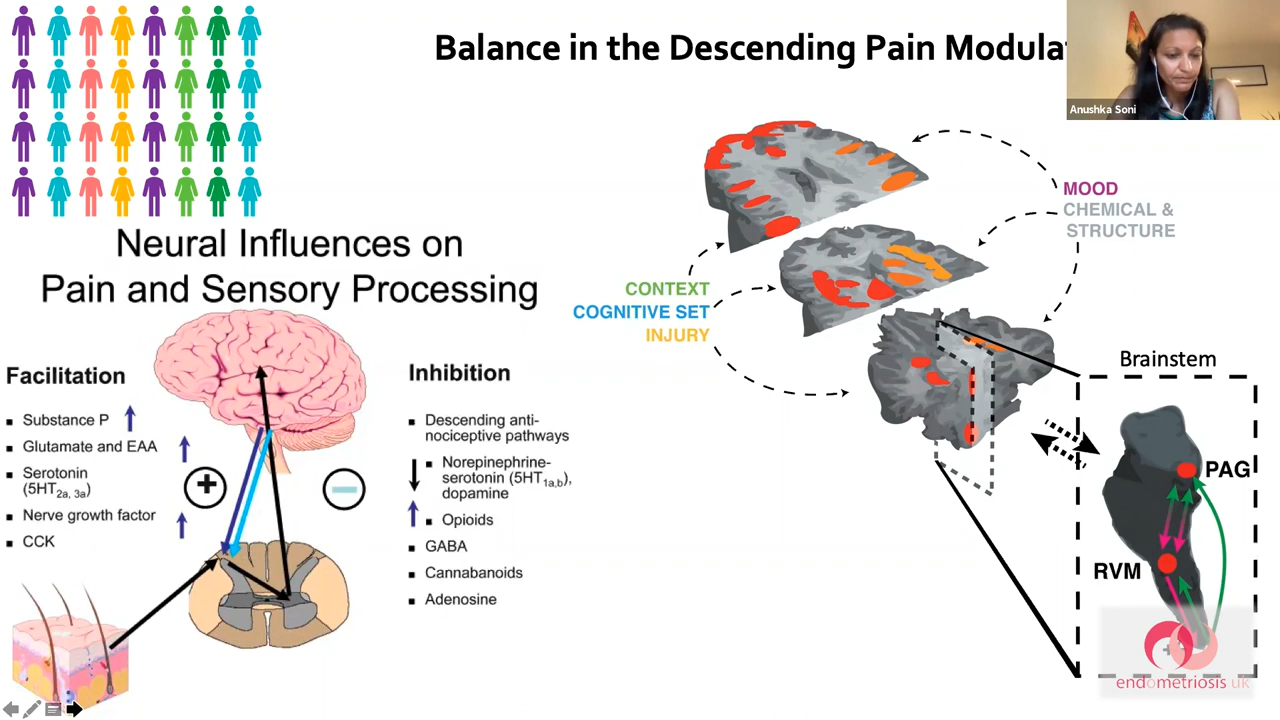 Balance in the Descending Pain Modula
Anushka Soni
MOOD
CHEMICAL &
STRUCTURE
Neural Influences on
Pain and Sensory Processing
CONTEXT
COGNITIVE SET
INJURY
Brainstem
Facilitation
Substance P
Glutamate and EAA
Serotonin
(5HT2a, 3a)
Nerve growth factor
CCK
+
−
Inhibition
Descending anti-
nociceptive pathways
Norepinephrine-
serotonin (5HT1a,b),
dopamine
Opioids
GABA
Cannabanoids
Adenosine
PAG
RVM
endometriosis uk